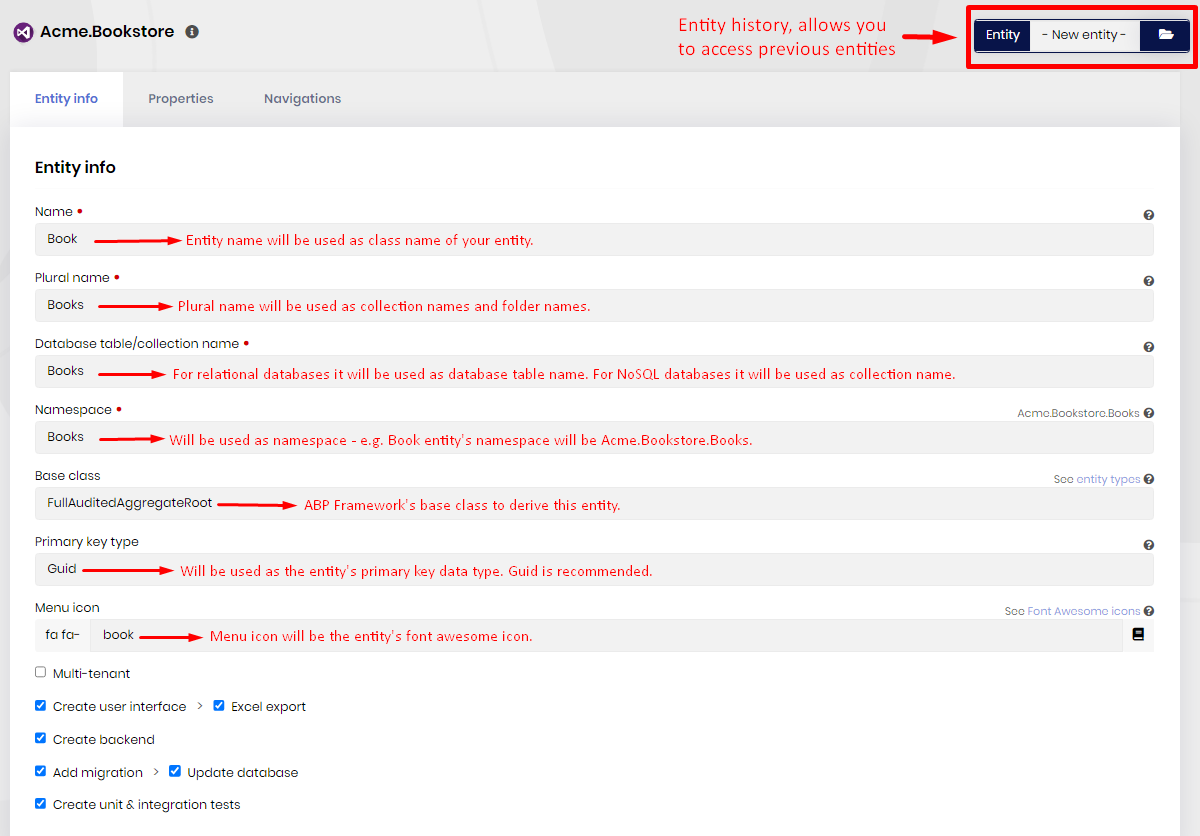 Acme.Bookstore
Entity history, allows you
to access previous entities
Entity - New entity -
Entity info Properties Navigations
Entity info
Name •
Book Entity name will be used as class name of your entity.
Plural name •
Books Plural name will be used as collection names and folder names.
Database table/collection name •
Books For relational databases it will be used as database table name. For NoSQL databases it will be used as collection name.
Namespace • Acme.Bookstore.Books
Books Will be used as namespace - e.g. Book entity's namespace will be Acme.Bookstore.Books.
Base class See entity types
FullAuditedAggregateRoot ABP Framework's base class to derive this entity.
Primary key type
Guid Will be used as the entity's primary key data type. Guid is recommended.
Menu icon See Font Awesome icons
fa fa- book Menu icon will be the entity's font awesome icon.
Multi-tenant
Create user interface > Excel export
Create backend
Add migration > Update database
Create unit & integration tests